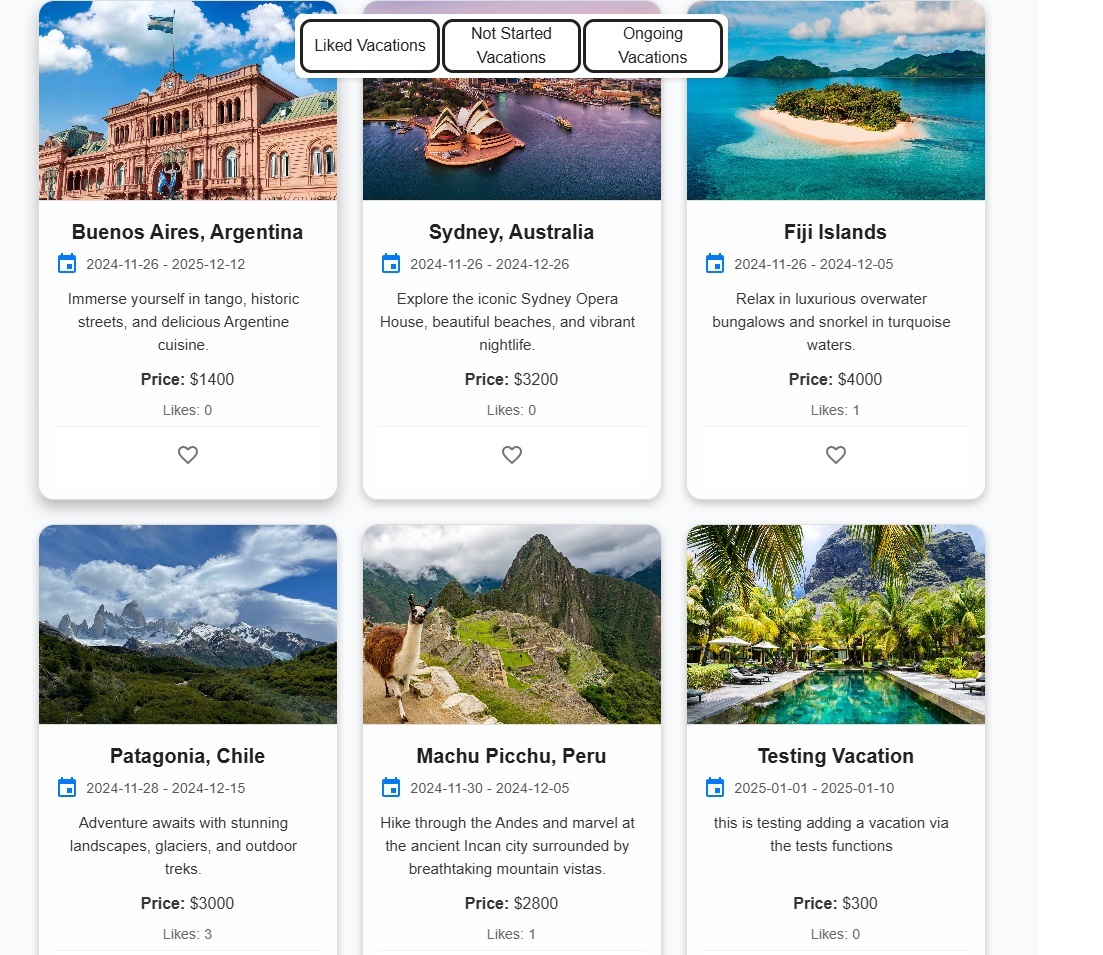 Liked Vacations
Not Started
Vacations
Ongoing
Vacations
Buenos Aires, Argentina
2024-11-26 - 2025-12-12
Immerse yourself in tango, historic
streets, and delicious Argentine
cuisine.
Price: $1400
Likes: 0
Sydney, Australia
2024-11-26 - 2024-12-26
Explore the iconic Sydney Opera
House, beautiful beaches, and vibrant
nightlife.
Price: $3200
Likes: 0
Fiji Islands
2024-11-26 - 2024-12-05
Relax in luxurious overwater
bungalows and snorkel in turquoise
waters.
Price: $4000
Likes: 1
Patagonia, Chile
2024-11-28 - 2024-12-15
Adventure awaits with stunning
landscapes, glaciers, and outdoor
treks.
Price: $3000
Likes: 3
Machu Picchu, Peru
2024-11-30 - 2024-12-05
Hike through the Andes and marvel at
the ancient Incan city surrounded by
breathtaking mountain vistas.
Price: $2800
Likes: 1
Testing Vacation
2025-01-01 - 2025-01-10
this is testing adding a vacation via
the tests functions
Price: $300
Likes: 0